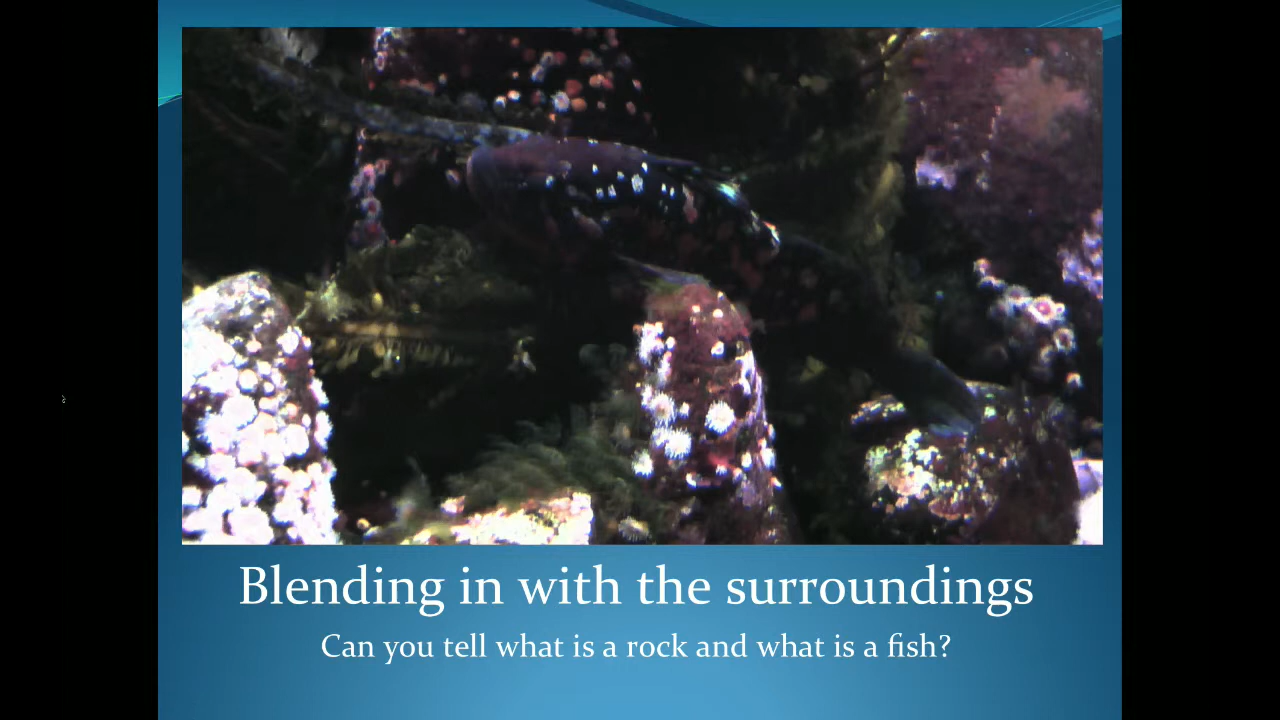 Blending in with the surroundings
Can you tell what is a rock and what is a fish?